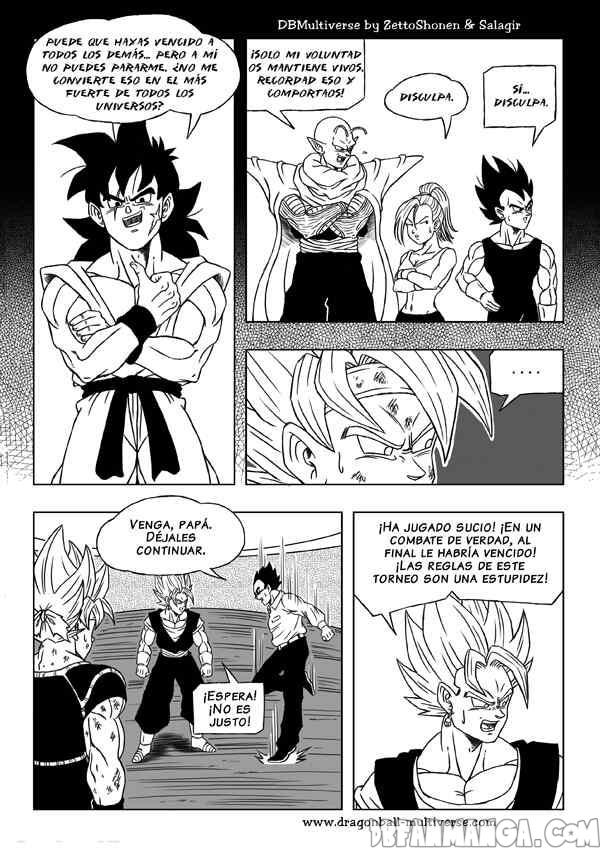 DBMultiverse by ZettoShonen & Salagir
PUEDE QUE HAYAS VENCIDO A
TODOS LOS DEMÁS... PERO A MÍ
NO PUEDES PARARME. ¿NO ME
CONVIERTE ESO EN EL MÁS
FUERTE DE TODOS LOS
UNIVERSOS?
¡SOLO MI VOLUNTAD
OS MANTIENE VIVOS.
RECORDAD ESO Y
COMPORTAOS!
DISCULPA.
SÍ...
DISCULPA.
....
VENGA, PAPÁ.
DÉJALES
CONTINUAR.
¡ESPERA!
¡NO ES
JUSTO!
¡HA JUGADO SUCIO! ¡EN UN
COMBATE DE VERDAD, AL
FINAL LE HABRÍA VENCIDO!
¡LAS REGLAS DE ESTE
TORNEO SON UNA ESTUPIDEZ!
www.dragonball-multiverse.com
DBFANMANGA.COM